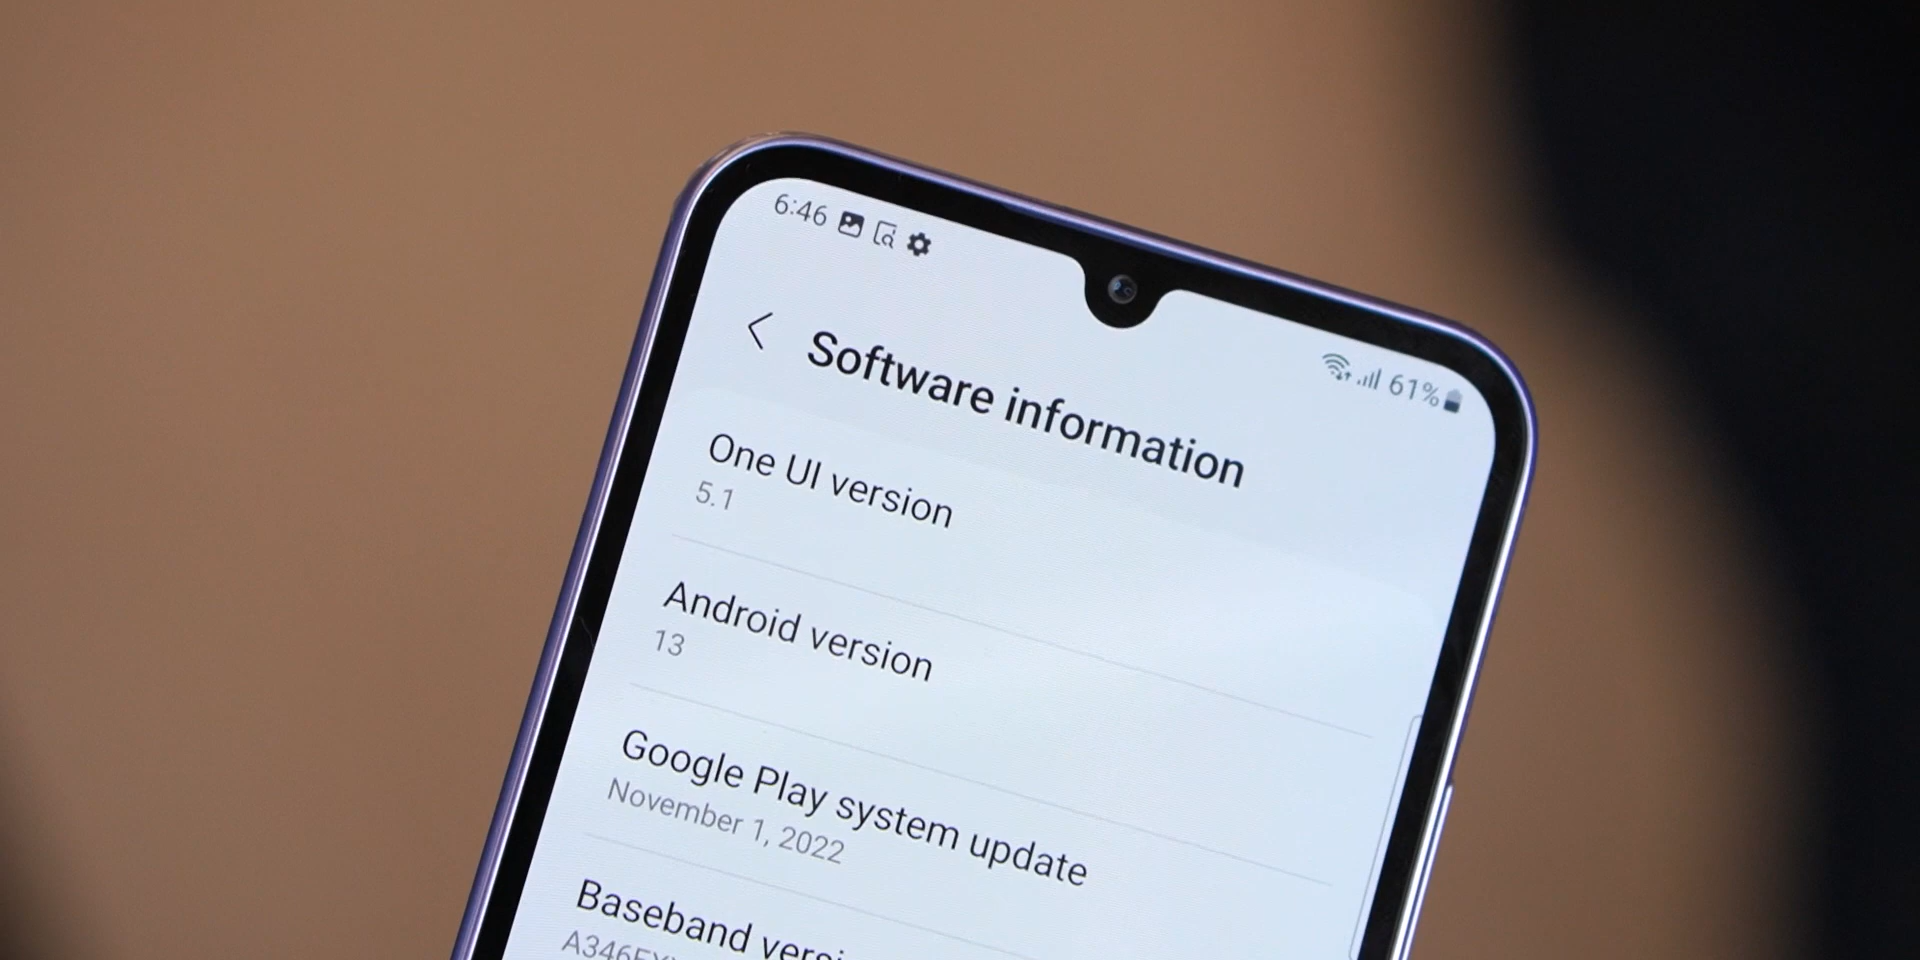 6:46
61%
Software information
One UI version
5.1
Android version
13
Google Play system update
November 1, 2022
Baseband